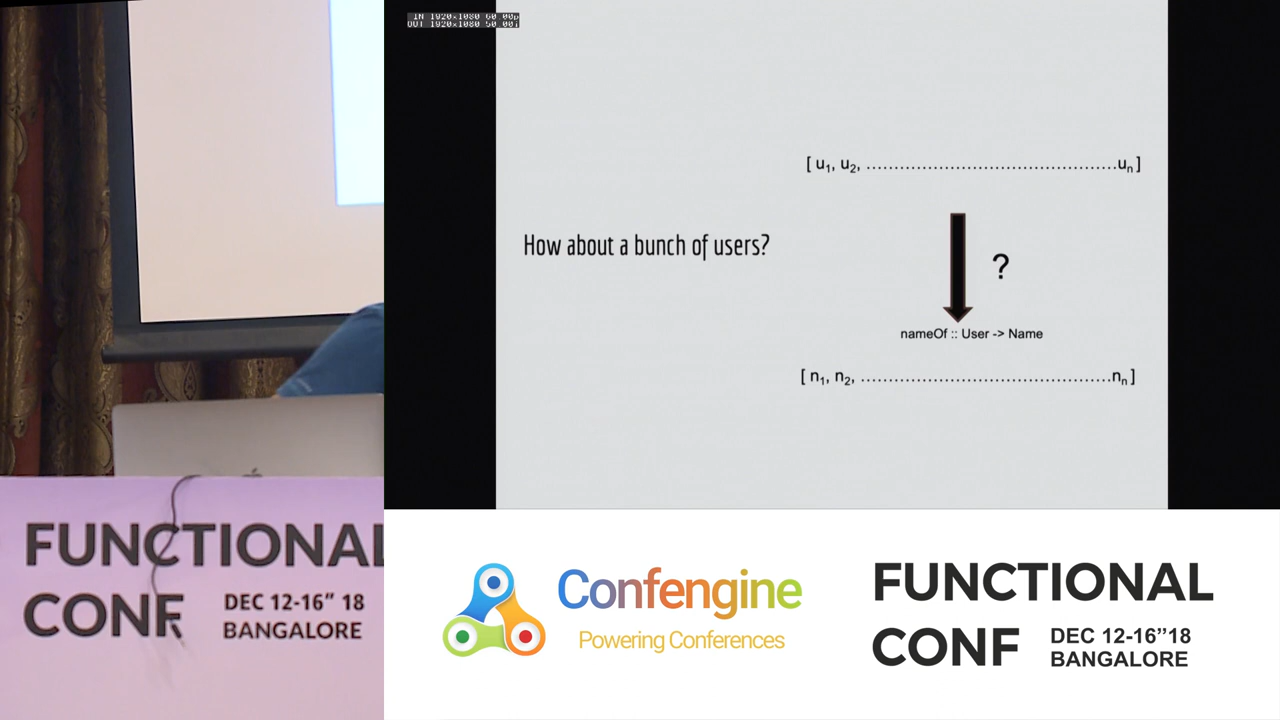 IN 1920x1080 60.00p
OUT 1920x1080 50.00i
[ u1, u2, ..............................................un ]
How about a bunch of users?
?
nameOf :: User -> Name
[ n1, n2, ..............................................nn ]
FUNCTIONAL
CONF
DEC 12-16" 18
BANGALORE
Confengine
Powering Conferences
FUNCTIONAL
CONF
DEC 12-16"18
BANGALORE